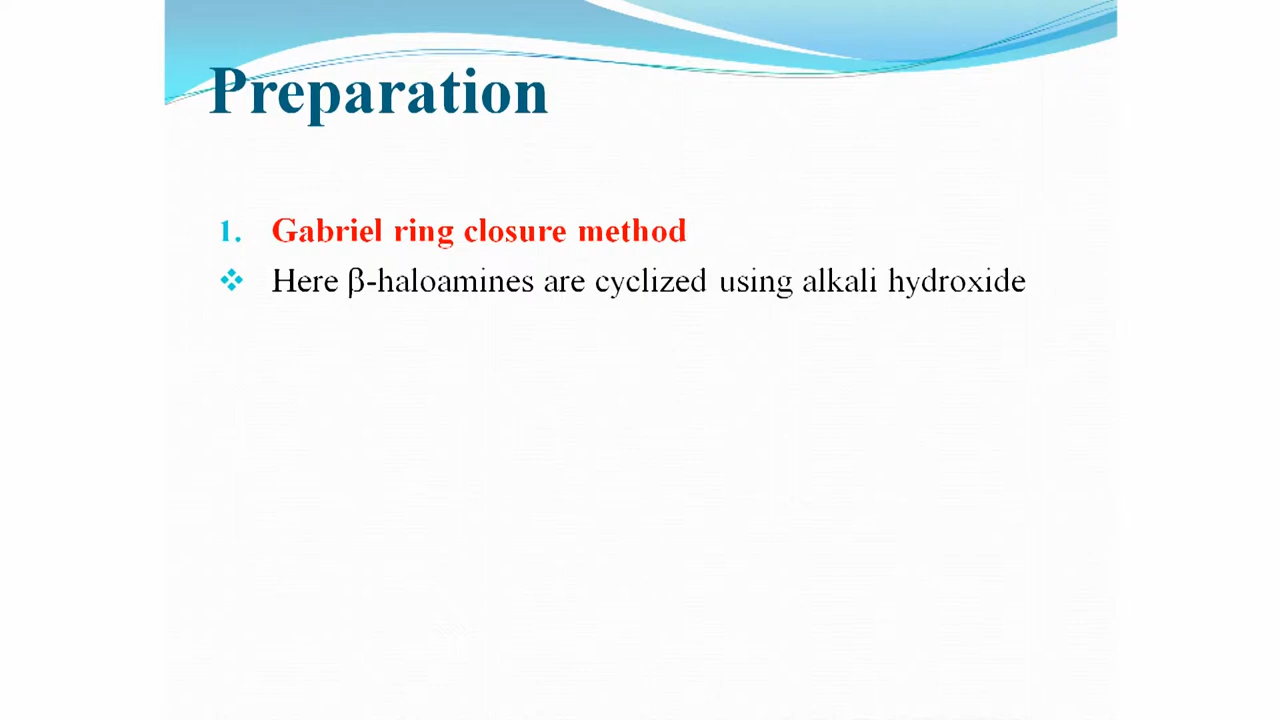 Preparation
1. Gabriel ring closure method
❖ Here β-haloamines are cyclized using alkali hydroxide